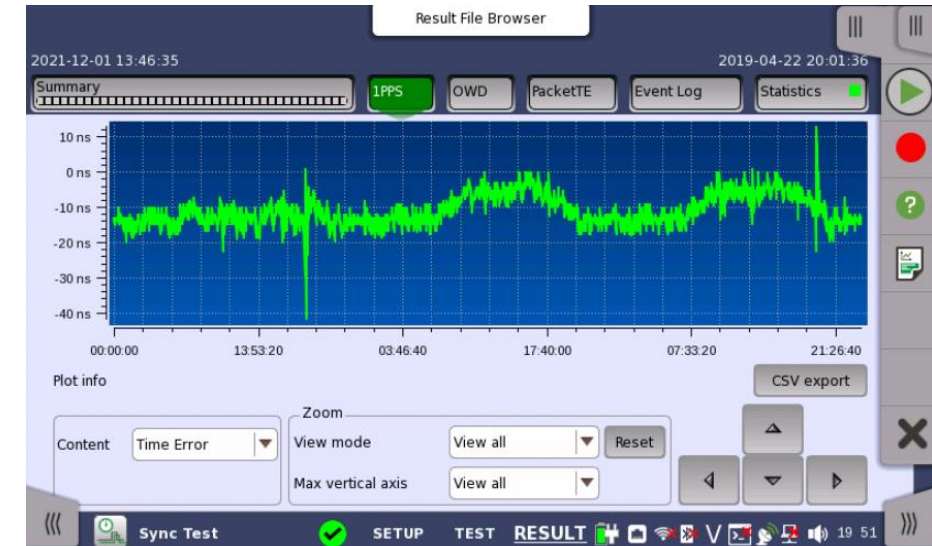 Result File Browser
2021-12-01 13:46:35 2019-04-22 20:01:36
Summary 1PPS OWD PacketTE Event Log Statistics
10 ns
0 ns
-10 ns
-20 ns
-30 ns
-40 ns
00:00:00 13:53:20 03:46:40 17:40:00 07:33:20 21:26:40
Plot info CSV export
Zoom
Content Time Error View mode View all Reset
Max vertical axis View all
Sync Test SETUP TEST RESULT 19 51